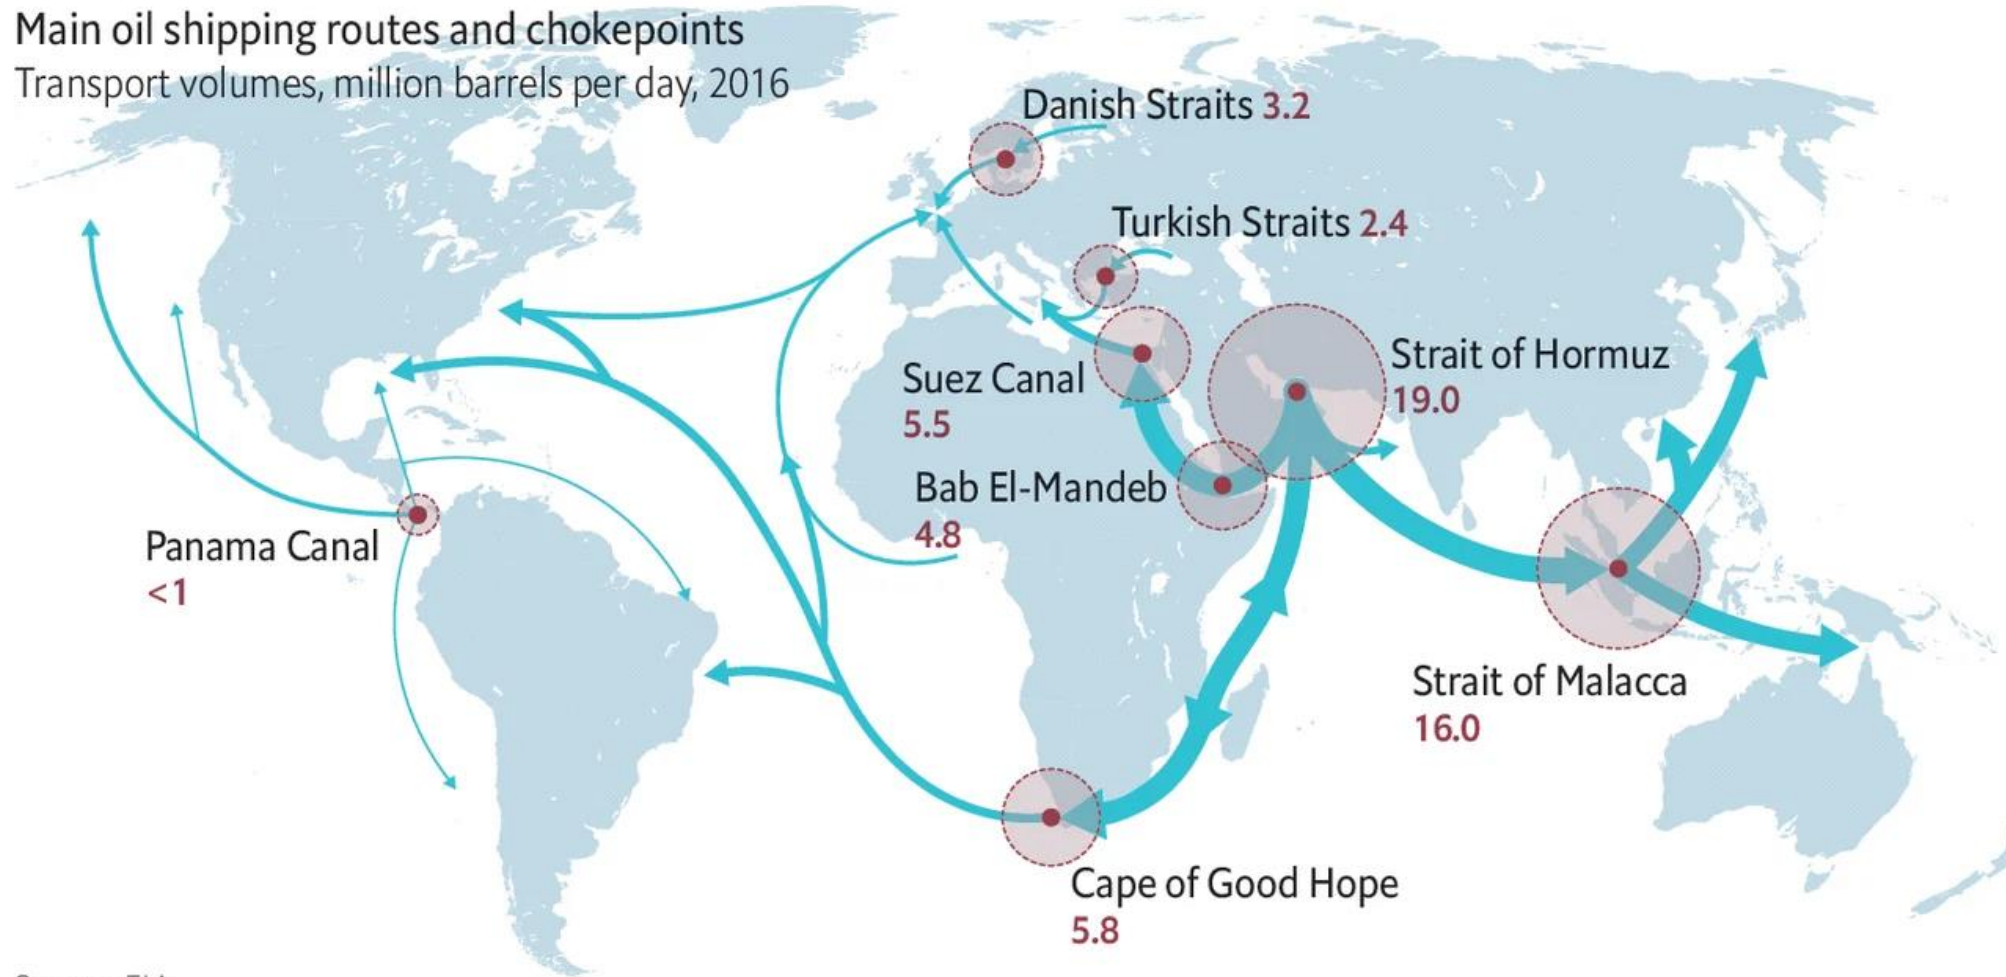 Main oil shipping routes and chokepoints
Transport volumes, million barrels per day, 2016
Danish Straits 3.2
Turkish Straits 2.4
Strait of Hormuz
19.0
Suez Canal
5.5
Bab El-Mandeb
4.8
Panama Canal
<1
Strait of Malacca
16.0
Cape of Good Hope
5.8